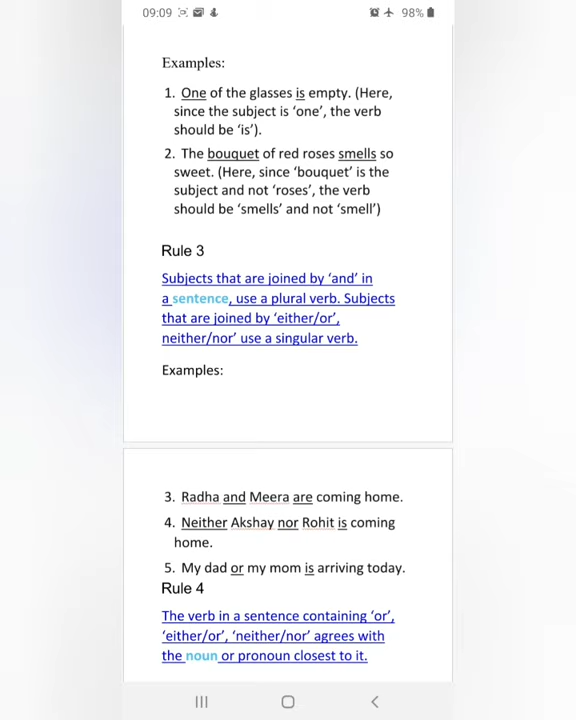 09:09 98%
Examples:
1. One of the glasses is empty. (Here,
since the subject is ‘one’, the verb
should be ‘is’).
2. The bouquet of red roses smells so
sweet. (Here, since ‘bouquet’ is the
subject and not ‘roses’, the verb
should be ‘smells’ and not ‘smell’)
Rule 3
Subjects that are joined by ‘and’ in
a sentence, use a plural verb. Subjects
that are joined by ‘either/or’,
neither/nor’ use a singular verb.
Examples:
3. Radha and Meera are coming home.
4. Neither Akshay nor Rohit is coming
home.
5. My dad or my mom is arriving today.
Rule 4
The verb in a sentence containing ‘or’,
‘either/or’, ‘neither/nor’ agrees with
the noun or pronoun closest to it.